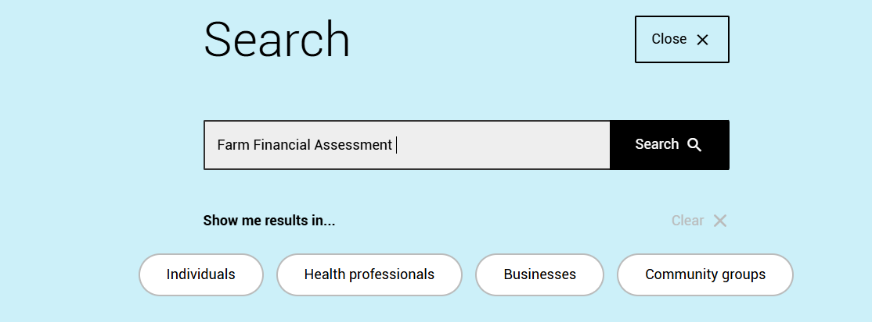 Search
Close
Farm Financial Assessment
Search
Show me results in...
Clear
Individuals
Health professionals
Businesses
Community groups